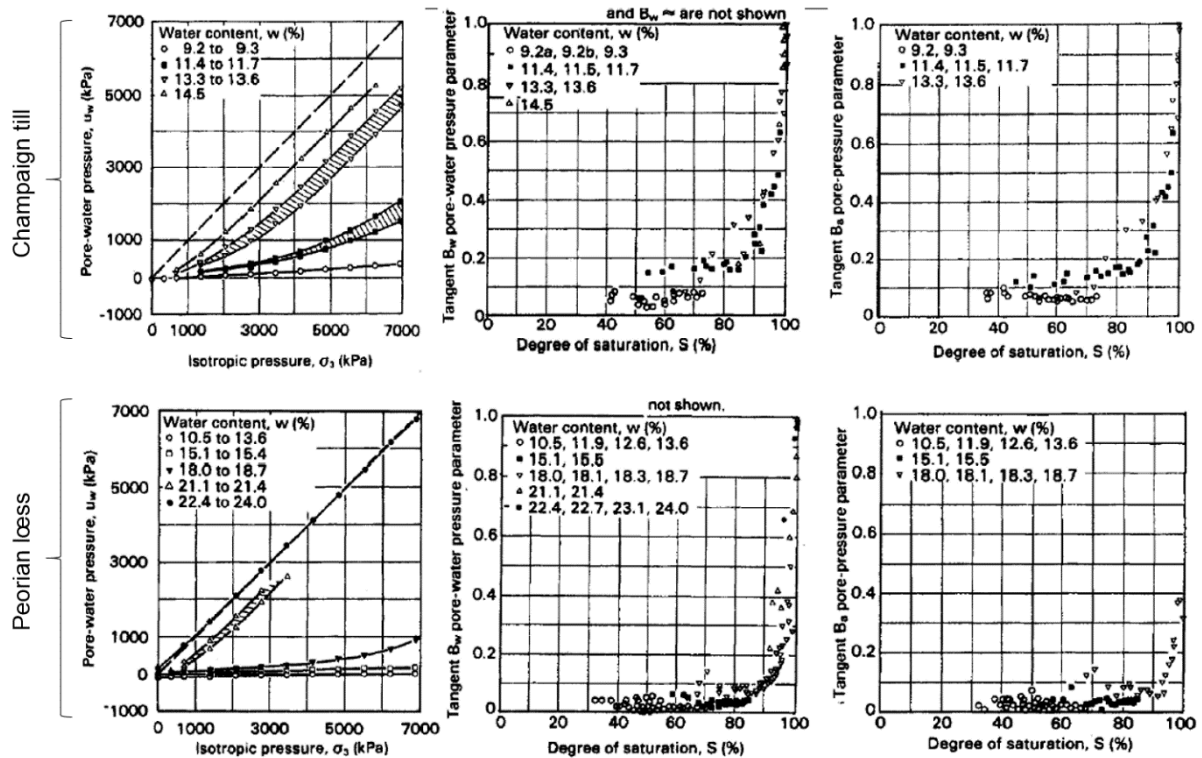 Champaign till
7000
5000
3000
1000
0
-1000
Pore-water pressure, u_w (kPa)
Water content, w (%)
9.2 to 9.3
11.4 to 11.7
13.3 to 13.6
14.5
0 1000 3000 5000 7000
Isotropic pressure, σ₃ (kPa)
and B_w ≈ are not shown
1.0
0.8
0.6
0.4
0.2
0
Tangent B_w pore-water pressure parameter
Water content, w (%)
9.2a, 9.2b, 9.3
11.4, 11.5, 11.7
13.3, 13.6
14.5
0 20 40 60 80 100
Degree of saturation, S (%)
1.0
0.8
0.6
0.4
0.2
0
Tangent B_a pore-pressure parameter
Water content, w (%)
9.2, 9.3
11.4, 11.5, 11.7
13.3, 13.6
0 20 40 60 80 100
Degree of saturation, S (%)
Peorian lœss
7000
5000
3000
1000
0
-1000
Pore-water pressure, u_w (kPa)
Water content, w (%)
10.5 to 13.6
15.1 to 15.4
18.0 to 18.7
21.1 to 21.4
22.4 to 24.0
0 1000 3000 5000 7000
Isotropic pressure, σ₃ (kPa)
not shown.
1.0
0.8
0.6
0.4
0.2
0
Tangent B_w pore-water pressure parameter
Water content, w (%)
10.5, 11.9, 12.6, 13.6
15.1, 15.5
18.0, 18.1, 18.3, 18.7
21.1, 21.4
22.4, 22.7, 23.1, 24.0
0 20 40 60 80 100
Degree of saturation, S (%)
1.0
0.8
0.6
0.4
0.2
0
Tangent B_a pore-pressure parameter
Water content, w (%)
10.5, 11.9, 12.6, 13.6
15.1, 15.5
18.0, 18.1, 18.3, 18.7
0 20 40 60 80 100
Degree of saturation, S (%)